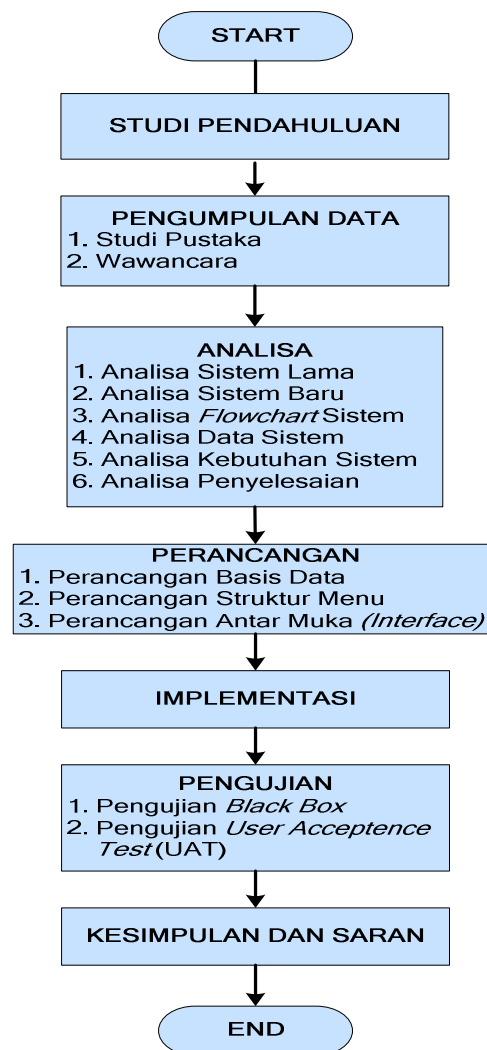 START
STUDI PENDAHULUAN
PENGUMPULAN DATA
1. Studi Pustaka
2. Wawancara
ANALISA
1. Analisa Sistem Lama
2. Analisa Sistem Baru
3. Analisa Flowchart Sistem
4. Analisa Data Sistem
5. Analisa Kebutuhan Sistem
6. Analisa Penyelesaian
PERANCANGAN
1. Perancangan Basis Data
2. Perancangan Struktur Menu
3. Perancangan Antar Muka (Interface)
IMPLEMENTASI
PENGUJIAN
1. Pengujian Black Box
2. Pengujian User Acceptence
Test (UAT)
KESIMPULAN DAN SARAN
END